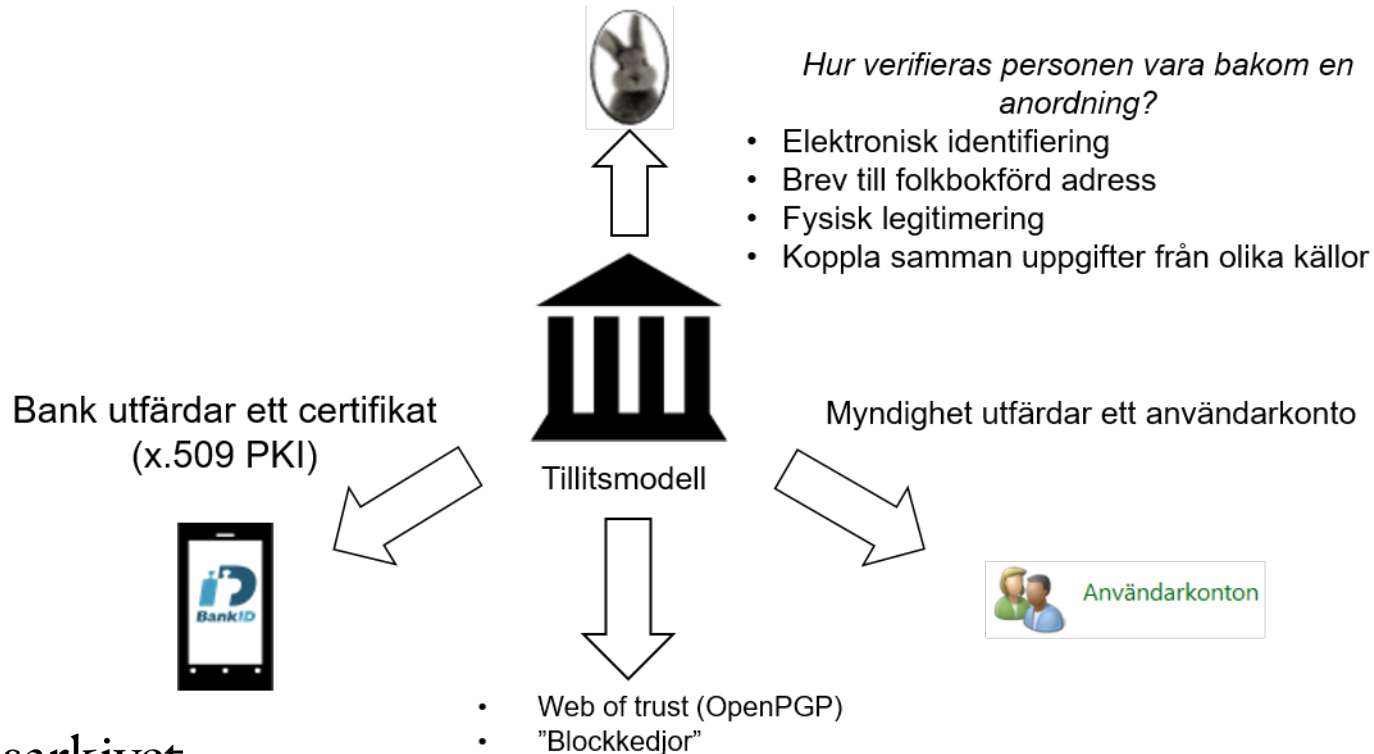 Hur verifieras personen vara bakom en
anordning?
• Elektronisk identifiering
• Brev till folkbokförd adress
• Fysisk legitimering
• Koppla samman uppgifter från olika källor
Bank utfärdar ett certifikat
(x.509 PKI)
Tillitsmodell
Myndighet utfärdar ett användarkonto
BankID
Användarkonton
• Web of trust (OpenPGP)
• ”Blockkedjor”